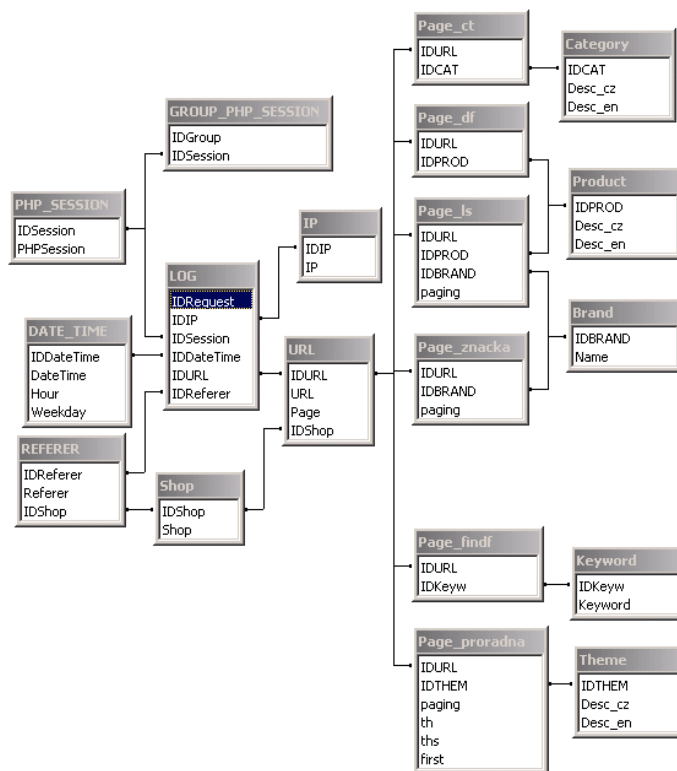 Page_ct
IDURL
IDCAT
Category
IDCAT
Desc_cz
Desc_en
GROUP_PHP_SESSION
IDGroup
IDSession
Page_df
IDURL
IDPROD
Product
IDPROD
Desc_cz
Desc_en
PHP_SESSION
IDSession
PHPSession
IP
IDIP
IP
Page_ls
IDURL
IDPROD
IDBRAND
paging
LOG
IDRequest
IDIP
IDSession
IDDateTime
IDURL
IDReferer
Brand
IDBRAND
Name
DATE_TIME
IDDateTime
DateTime
Hour
Weekday
URL
IDURL
URL
Page
IDShop
Page_znacka
IDURL
IDBRAND
paging
REFERER
IDReferer
Referer
IDShop
Shop
IDShop
Shop
Page_findf
IDURL
IDKeyw
Keyword
IDKeyw
Keyword
Page_proradna
IDURL
IDTHEM
paging
th
ths
first
Theme
IDTHEM
Desc_cz
Desc_en